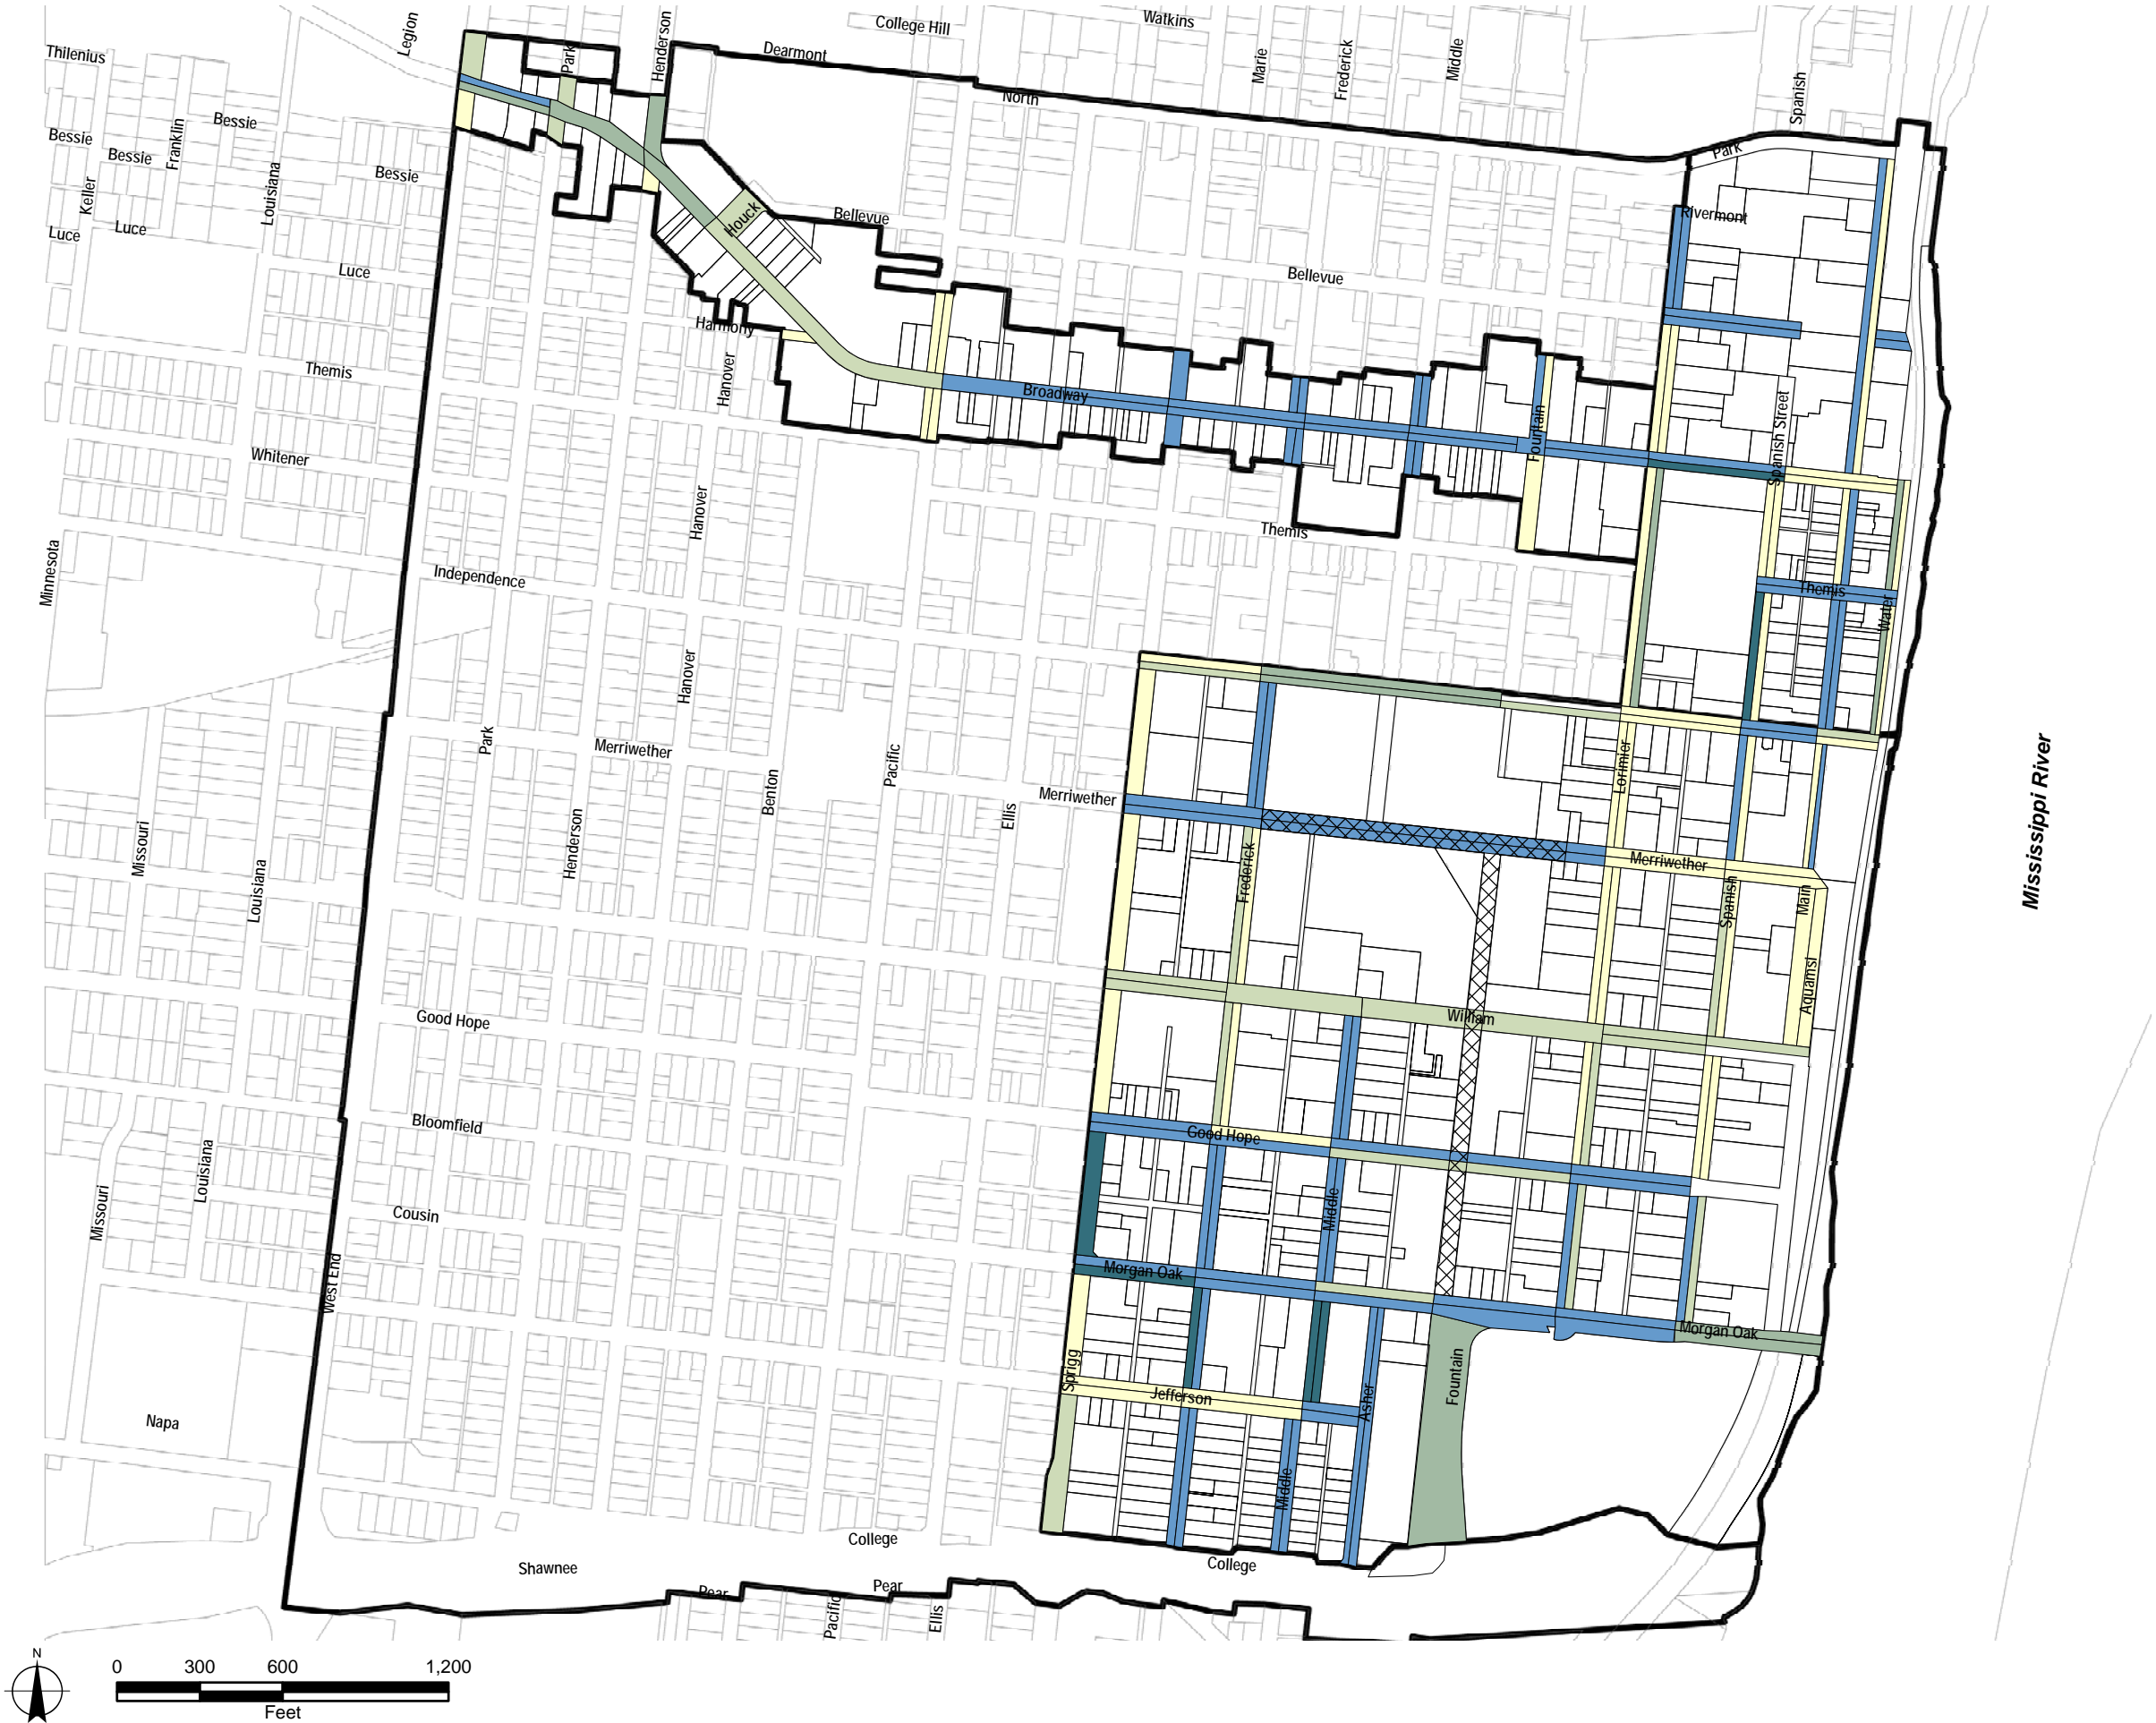 Legion
Park
Henderson
College Hill
Watkins
Thilenius
Dearmont
Marie
Frederick
Middle
Spanish
North
Bessie
Franklin
Bessie
Bessie
Bessie
Park
Keller
Louisiana
Luce
Luce
Houck
Bellevue
Rivermont
Luce
Bellevue
Harmony
Themis
Hanover
Broadway
Fountain
Spanish Street
Whitener
Hanover
Themis
Minnesota
Independence
Themis
Water
Hanover
Park
Merriwether
Pacific
Benton
Merriwether
Ellis
Lorimier
Mississippi River
Missouri
Henderson
Louisiana
Frederick
Merriwether
Spanish
Main
Aquamsi
Good Hope
William
Bloomfield
Good Hope
Louisiana
Missouri
Cousin
Middle
West End
Morgan Oak
Morgan Oak
Sprigg
Jefferson
Asher
Fountain
Napa
Middle
College
College
Shawnee
Pear
Pear
Pacific
Ellis
N
0 300 600 1,200
Feet